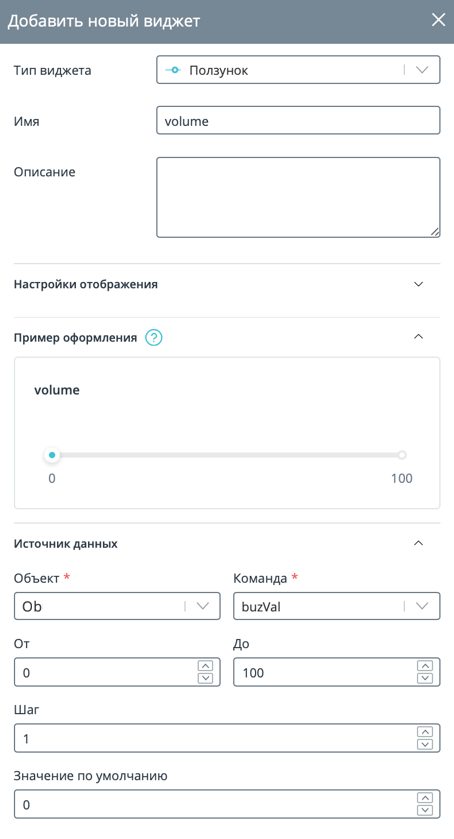 Добавить новый виджет
Тип виджета
Ползунок
Имя
volume
Описание
Настройки отображения
Пример оформления ?
volume
0 100
Источник данных
Объект * Команда *
Ob buzVal
От До
0 100
Шаг
1
Значение по умолчанию
0